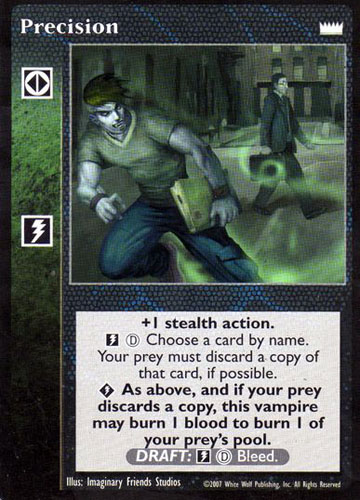 Precision
+1 stealth action.
Ⓓ Choose a card by name.
Your prey must discard a copy of
that card, if possible.
As above, and if your prey
discards a copy, this vampire
may burn 1 blood to burn 1 of
your prey's pool.
DRAFT: Ⓓ Bleed.
Illus: Imaginary Friends Studios ©2007 White Wolf Publishing, Inc. All Rights Reserved